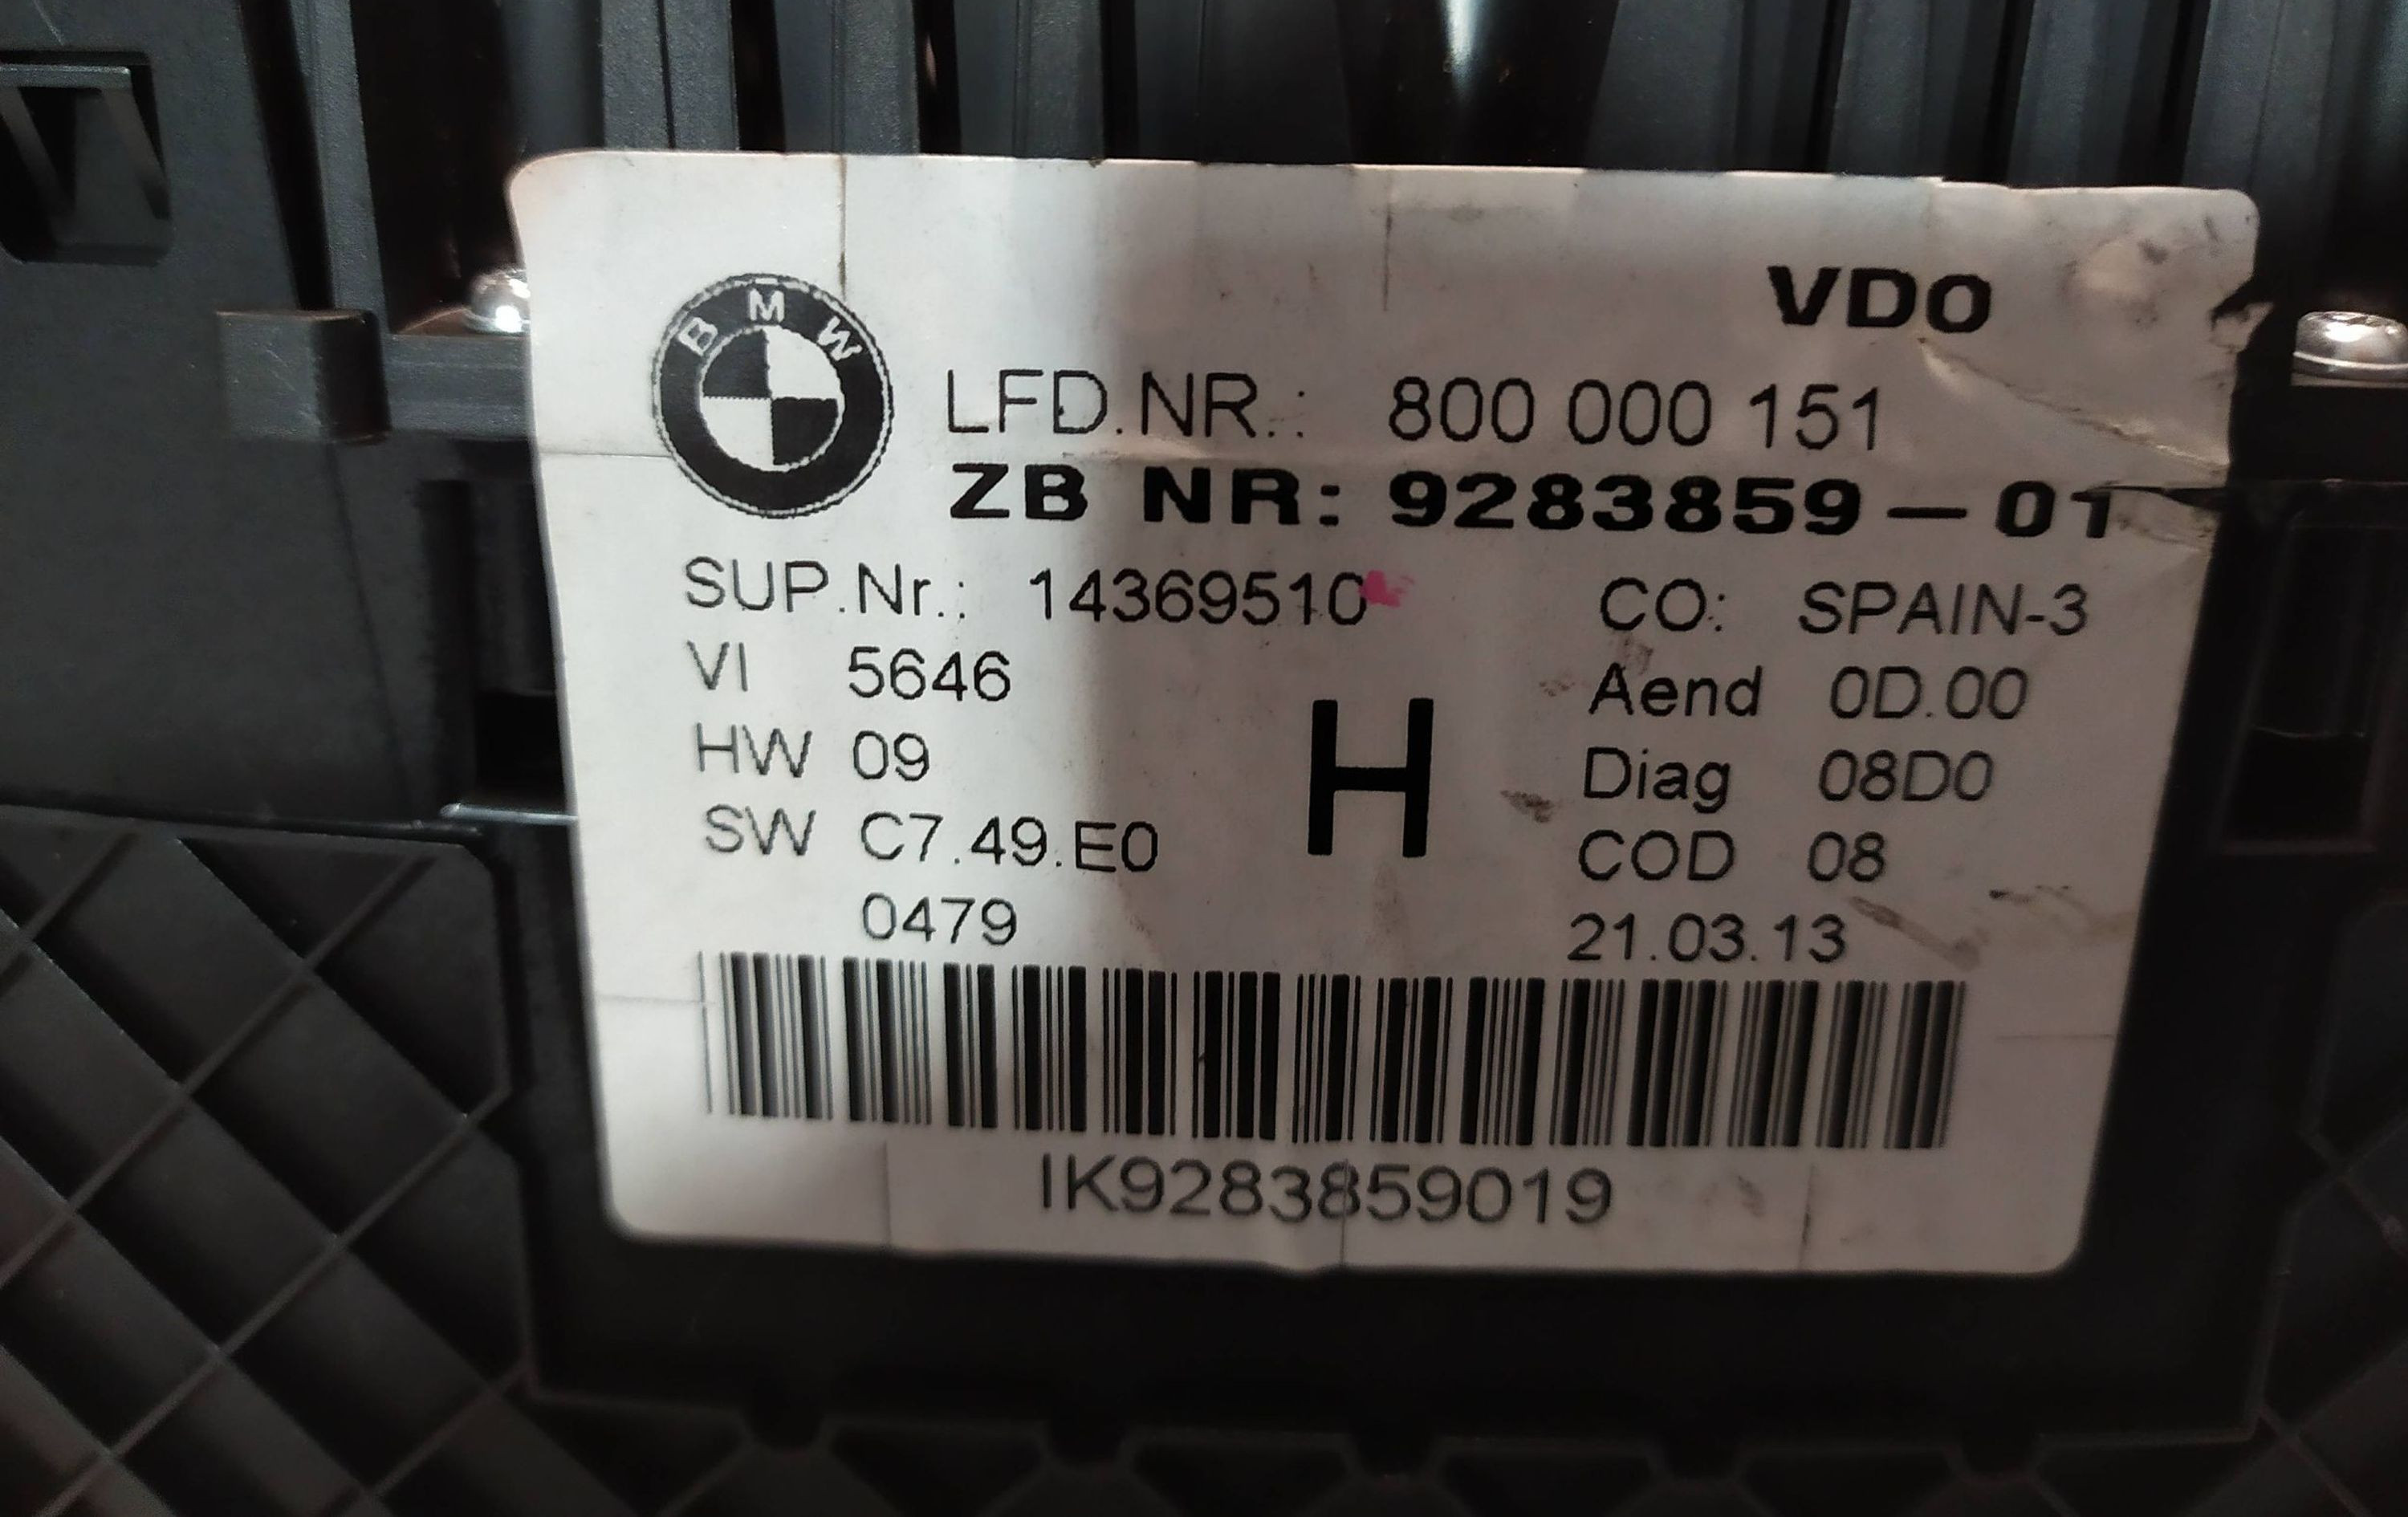 BMW
VDO
LFD.NR.: 800 000 151
ZB NR: 9283859-01
SUP.Nr.: 14369510 CO: SPAIN-3
VI 5646 Aend 0D.00
HW 09 H Diag 08D0
SW C7.49.E0 COD 08
0479 21.03.13
IK9283859019